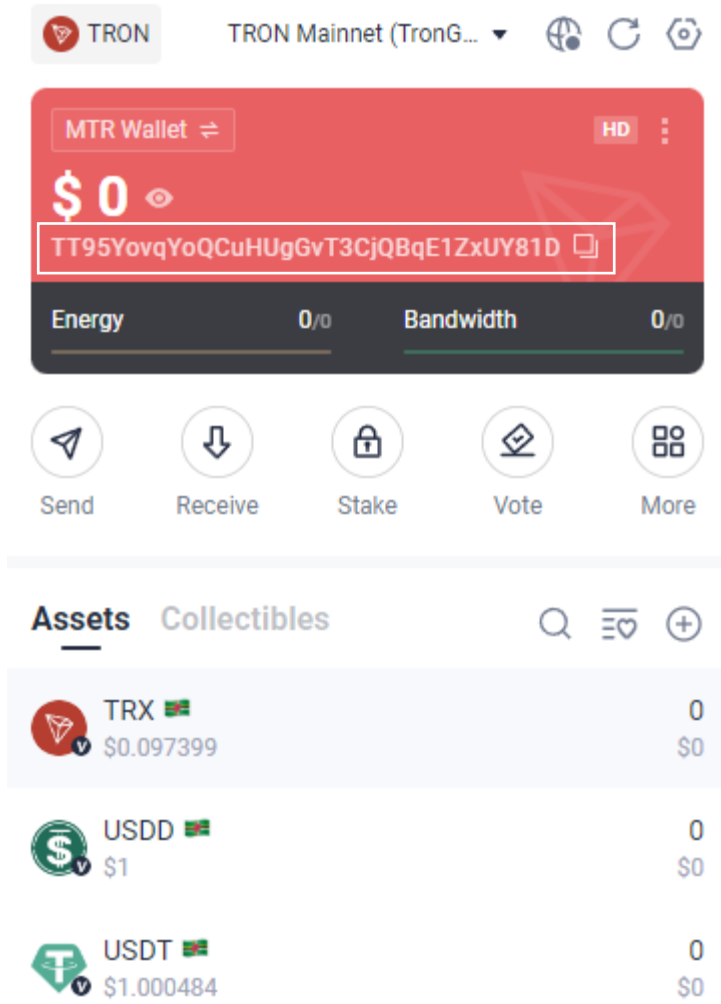 TRON TRON Mainnet (TronG... 
MTR Wallet HD
$ 0
TT95YovqYoQCuHUgGvT3CjQBqE1ZxUY81D
Energy 0/0 Bandwidth 0/0
Send Receive Stake Vote More
Assets Collectibles
TRX 0
$0.097399 $0
USDD 0
$1 $0
USDT 0
$1.000484 $0